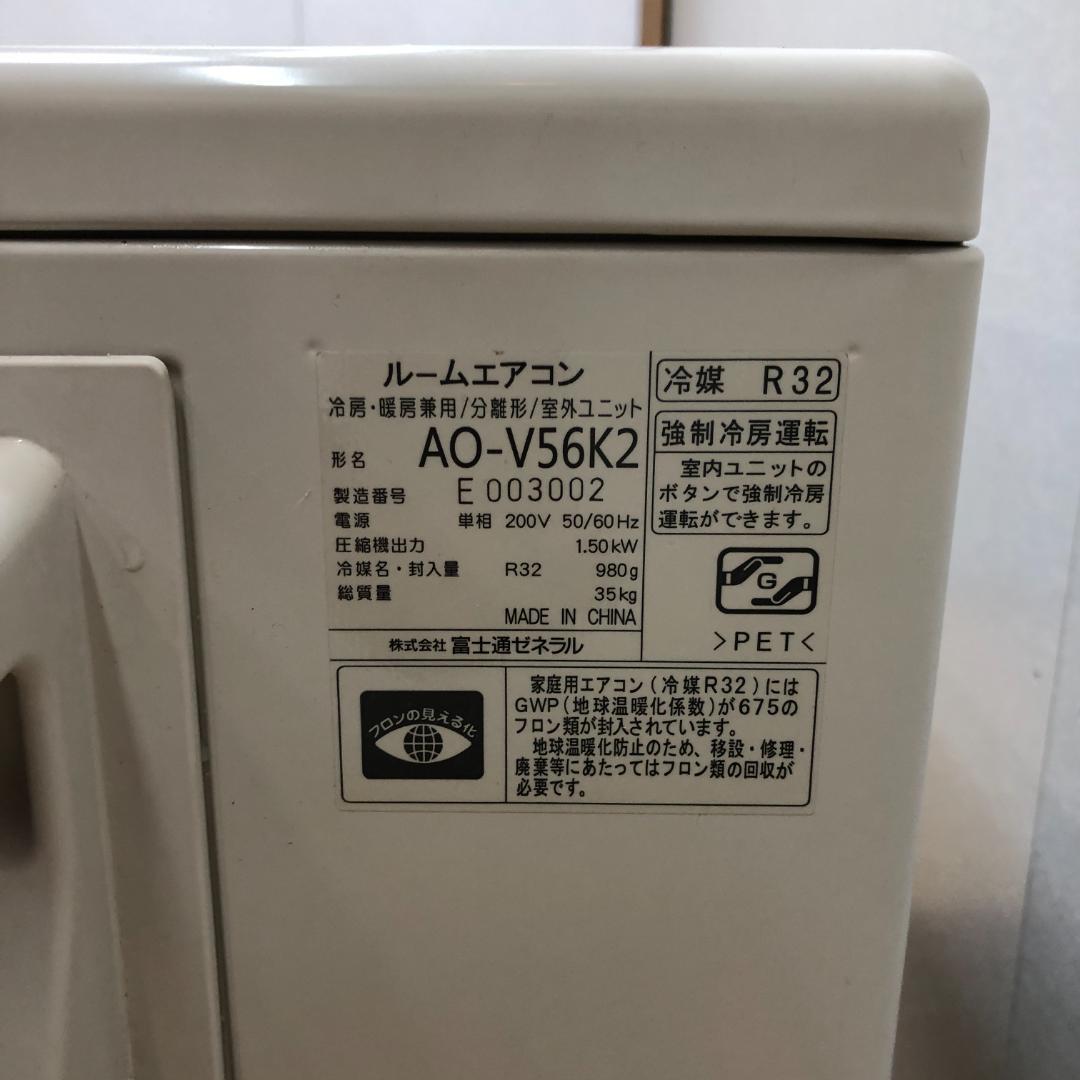 ルームエアコン
冷房・暖房兼用/分離形/室外ユニット
形名 AO-V56K2
製造番号 E 003002
電源 単相 200V 50/60Hz
圧縮機出力 1.50kW
冷媒名・封入量 R32 980g
総質量 35kg
MADE IN CHINA
株式会社 富士通ゼネラル
冷媒 R32
強制冷房運転
室内ユニットの
ボタンで強制冷房
運転ができます。
G
>PET<
フロンの見える化
家庭用エアコン(冷媒R32)には
GWP(地球温暖化係数)が675の
フロン類が封入されています。
地球温暖化防止のため、移設・修理・
廃棄等にあたってはフロン類の回収が
必要です。